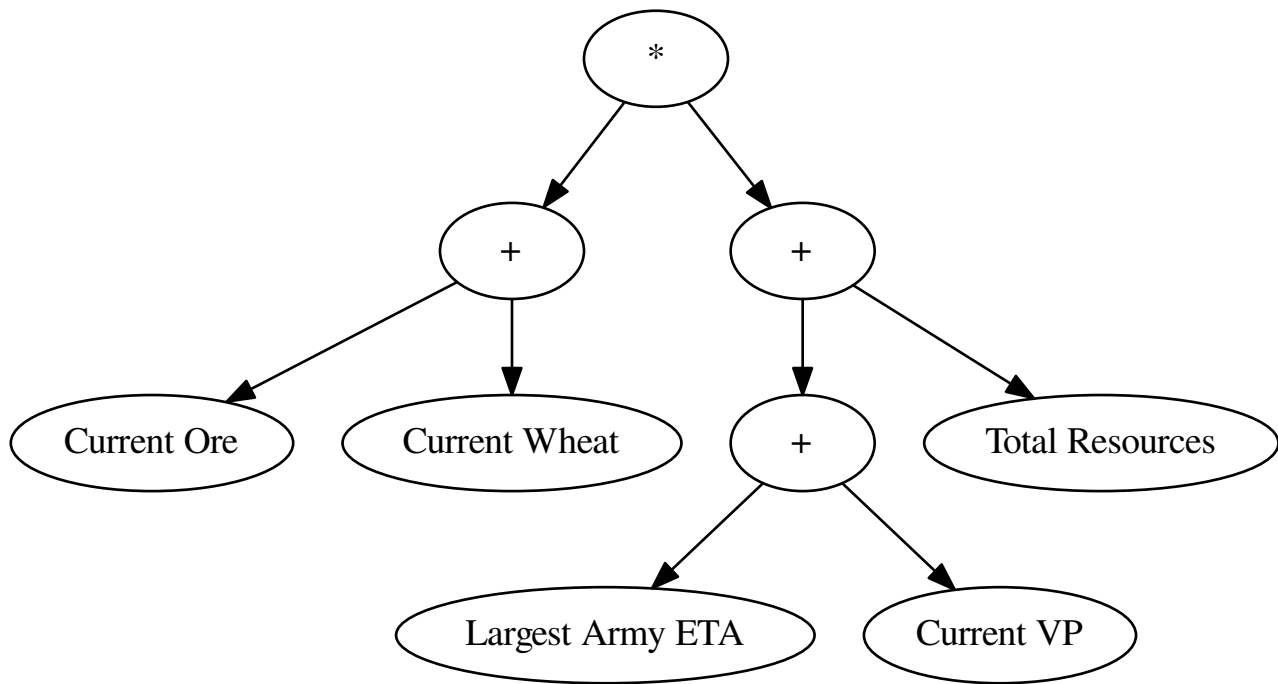 *
+
+
Current Ore
Current Wheat
+
Total Resources
Largest Army ETA
Current VP